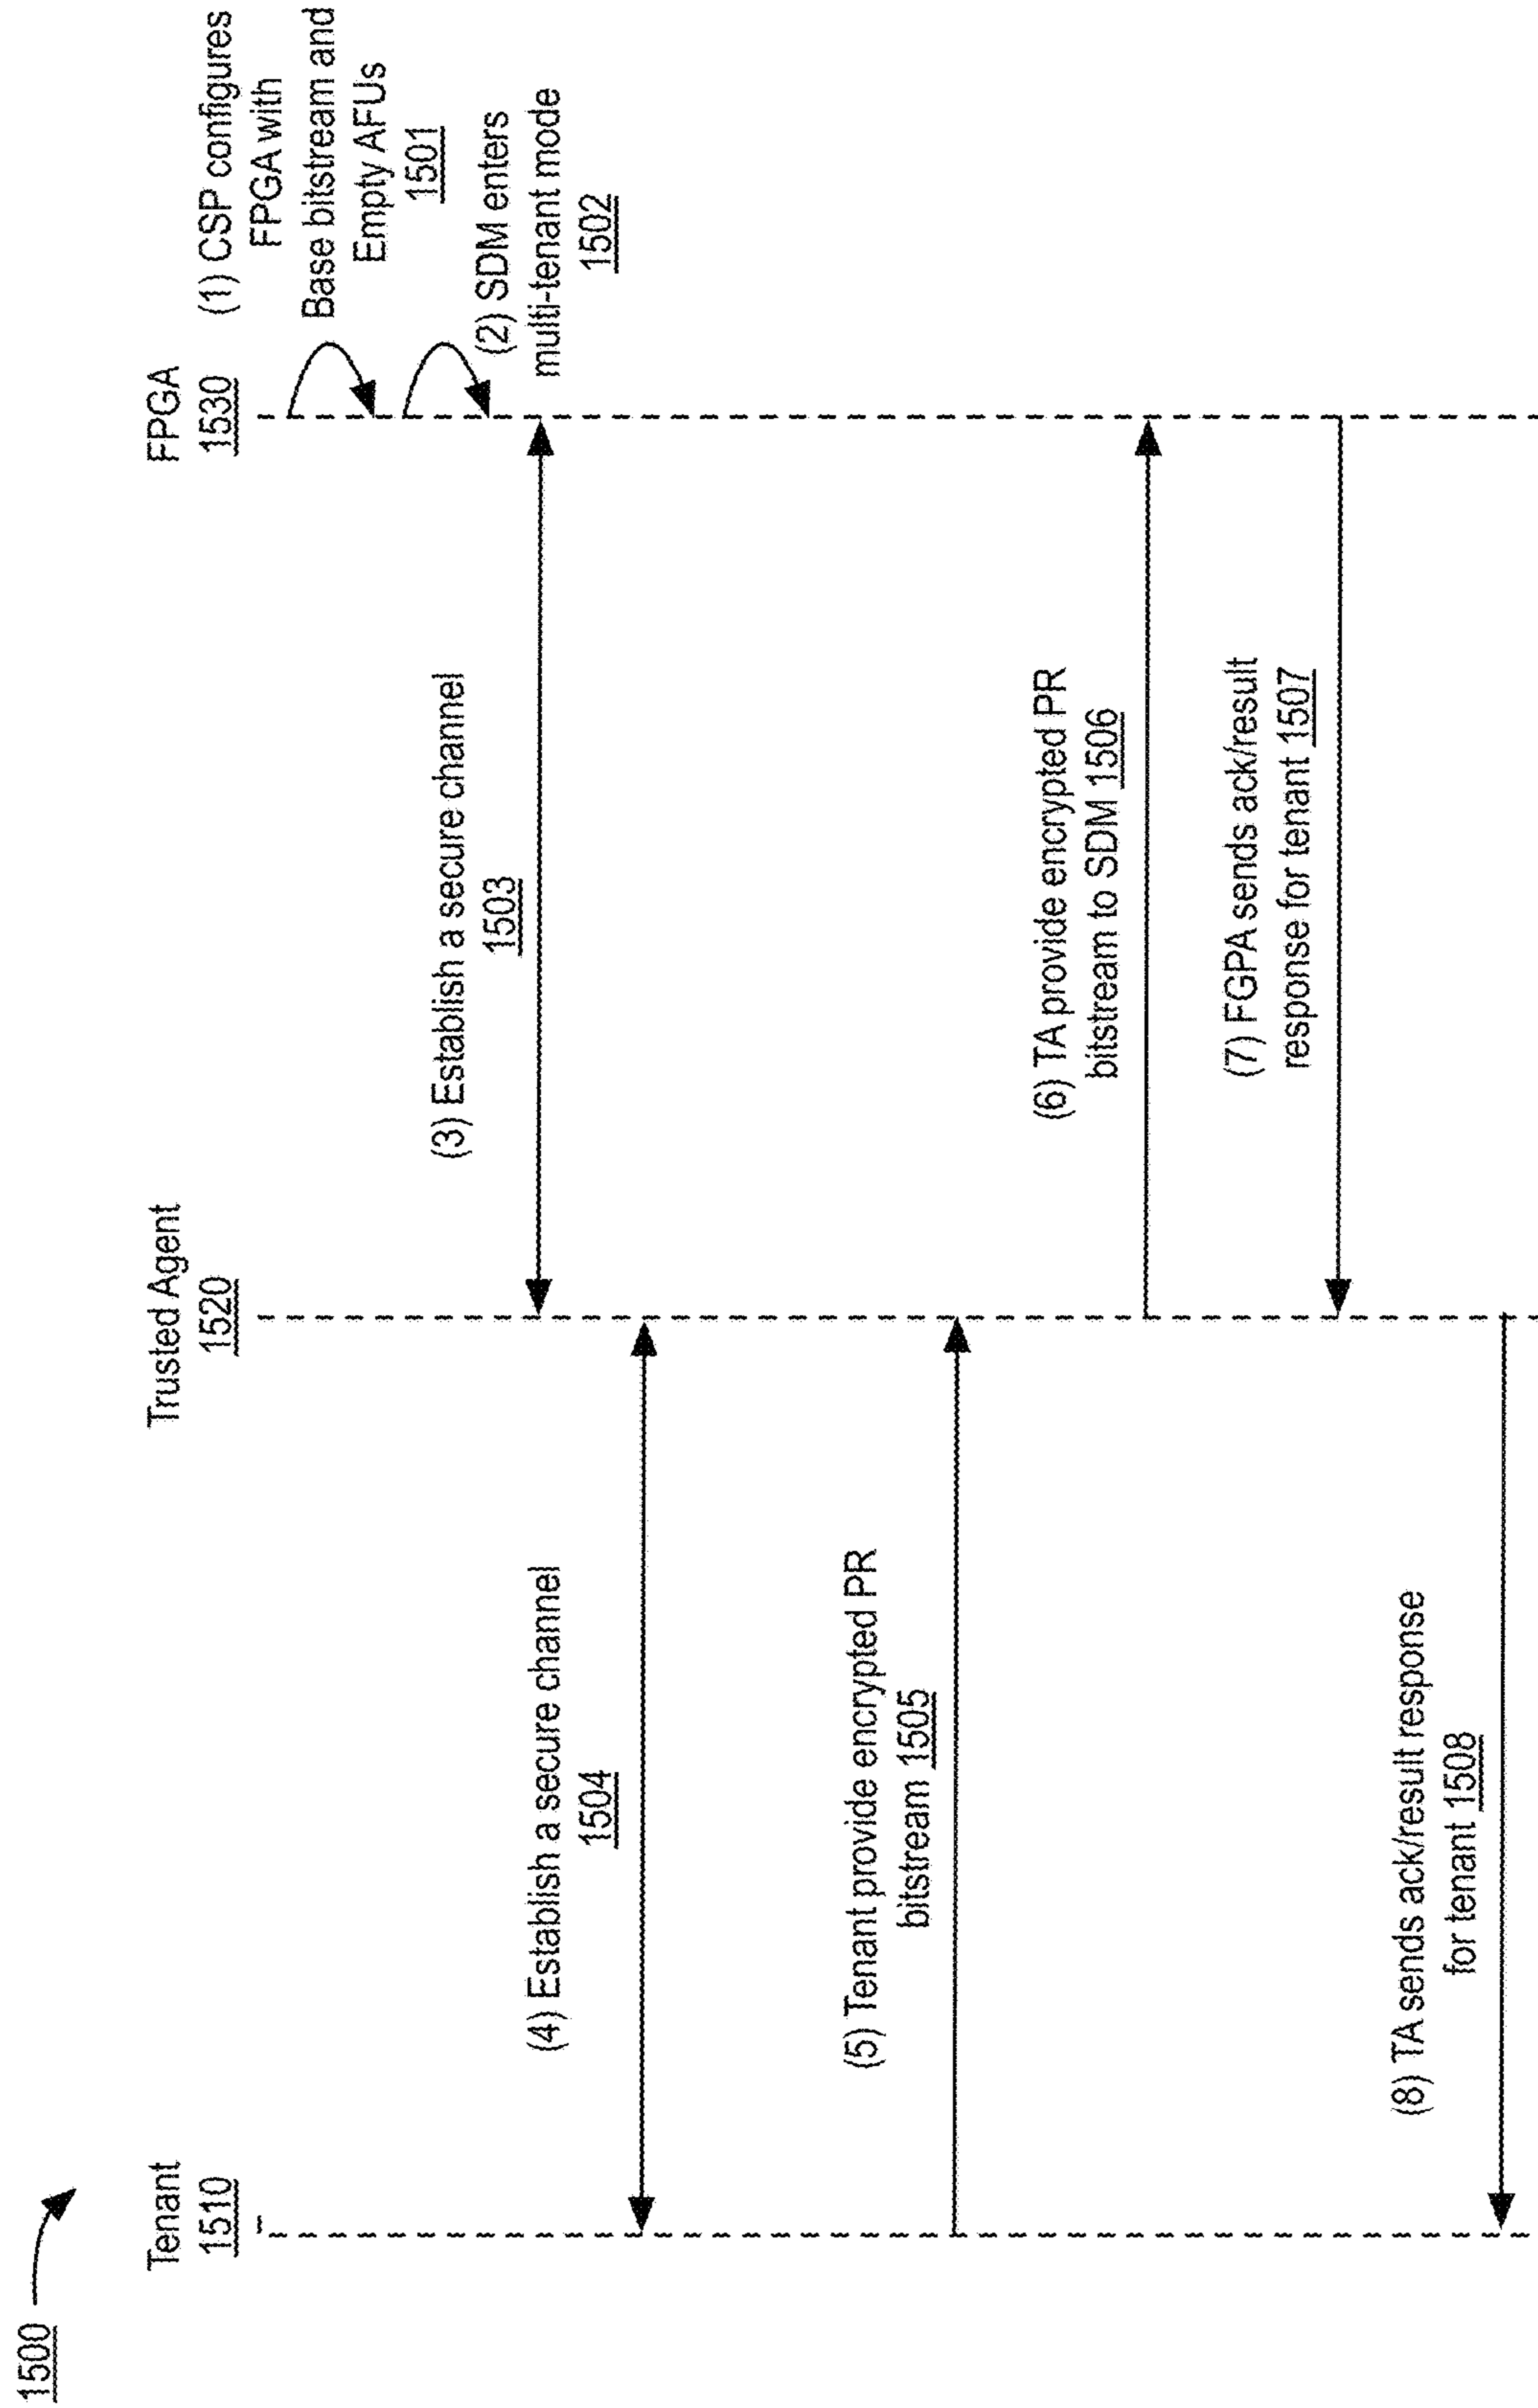 1500
Tenant
1510
Trusted Agent
1520
FPGA
1530
(1) CSP configures
FPGA with
Base bitstream and
Empty AFUs
1501
(2) SDM enters
multi-tenant mode
1502
(3) Establish a secure channel
1503
(4) Establish a secure channel
1504
(5) Tenant provide encrypted PR
bitstream 1505
(6) TA provide encrypted PR
bitstream to SDM 1506
(7) FGPA sends ack/result
response for tenant 1507
(8) TA sends ack/result response
for tenant 1508